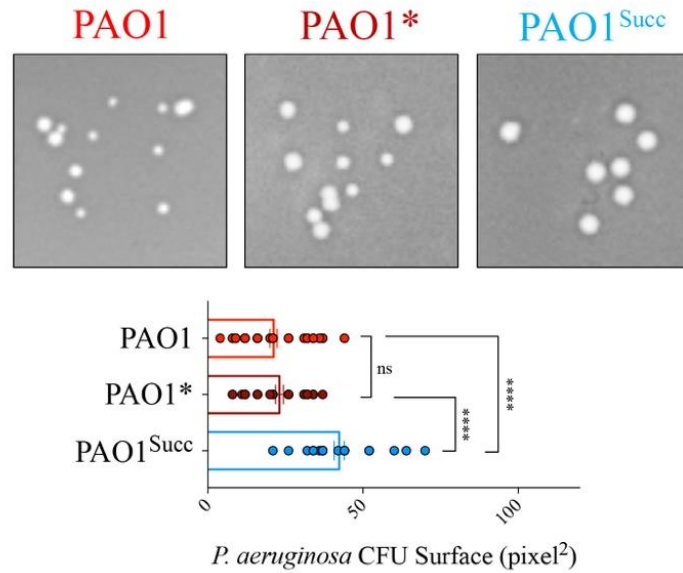 PAO1 PAO1* PAO1Succ
PAO1
PAO1*
PAO1Succ
ns
****
****
0 50 100
P. aeruginosa CFU Surface (pixel2)